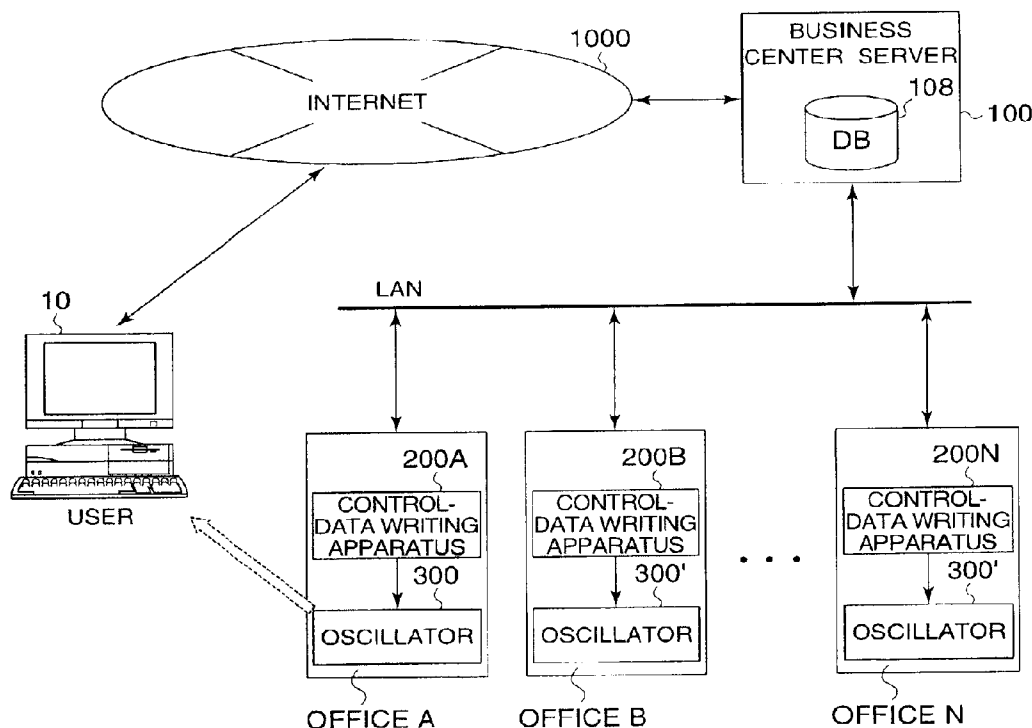 1000
INTERNET
BUSINESS
CENTER SERVER
108
DB
100
LAN
10
USER
200A
CONTROL-
DATA WRITING
APPARATUS
300
OSCILLATOR
OFFICE A
200B
CONTROL-
DATA WRITING
APPARATUS
300'
OSCILLATOR
OFFICE B
. . .
200N
CONTROL-
DATA WRITING
APPARATUS
300'
OSCILLATOR
OFFICE N